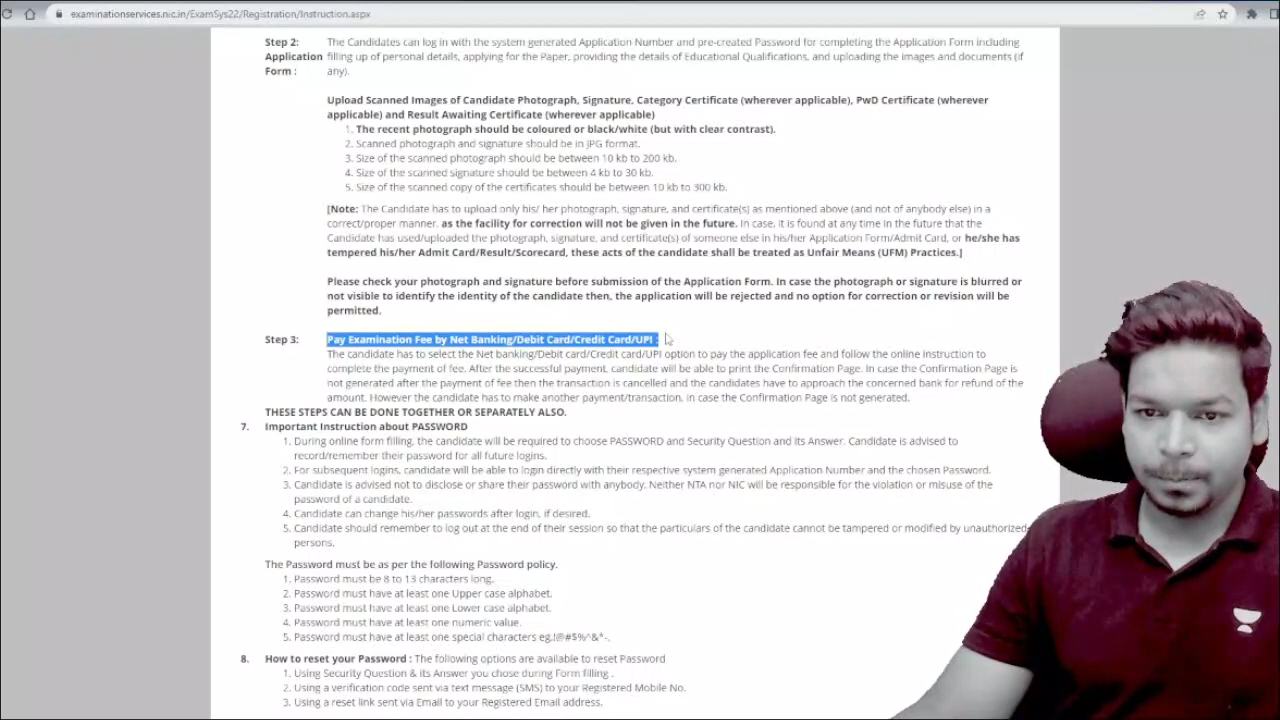 examinationservices.nic.in/ExamSys22/Registration/Instruction.aspx
Step 2: The Candidates can log in with the system generated Application Number and pre-created Password for completing the Application Form including
Application filling up of personal details, applying for the Paper, providing the details of Educational Qualifications, and uploading the images and documents (if
Form : any).
Upload Scanned Images of Candidate Photograph, Signature, Category Certificate (wherever applicable), PwD Certificate (wherever
applicable) and Result Awaiting Certificate (wherever applicable)
1. The recent photograph should be coloured or black/white (but with clear contrast).
2. Scanned photograph and signature should be in JPG format.
3. Size of the scanned photograph should be between 10 kb to 200 kb.
4. Size of the scanned signature should be between 4 kb to 30 kb.
5. Size of the scanned copy of the certificates should be between 10 kb to 300 kb.
[Note: The Candidate has to upload only his/ her photograph, signature, and certificate(s) as mentioned above (and not of anybody else) in a
correct/proper manner, as the facility for correction will not be given in the future. In case, it is found at any time in the future that the
Candidate has used/uploaded the photograph, signature, and certificate(s) of someone else in his/her Application Form/Admit Card, or he/she has
tempered his/her Admit Card/Result/Scorecard, these acts of the candidate shall be treated as Unfair Means (UFM) Practices.]
Please check your photograph and signature before submission of the Application Form. In case the photograph or signature is blurred or
not visible to identify the identity of the candidate then, the application will be rejected and no option for correction or revision will be
permitted.
Step 3: Pay Examination Fee by Net Banking/Debit Card/Credit Card/UPI :
The candidate has to select the Net banking/Debit card/Credit card/UPI option to pay the application fee and follow the online instruction to
complete the payment of fee. After the successful payment, candidate will be able to print the Confirmation Page. In case the Confirmation Page is
not generated after the payment of fee then the transaction is cancelled and the candidates have to approach the concerned bank for refund of the
amount. However the candidate has to make another payment/transaction, in case the Confirmation Page is not generated.
THESE STEPS CAN BE DONE TOGETHER OR SEPARATELY ALSO.
7. Important Instruction about PASSWORD
1. During online form filling, the candidate will be required to choose PASSWORD and Security Question and its Answer. Candidate is advised to
record/remember their password for all future logins.
2. For subsequent logins, candidate will be able to login directly with their respective system generated Application Number and the chosen Password.
3. Candidate is advised not to disclose or share their password with anybody. Neither NTA nor NIC will be responsible for the violation or misuse of the
password of a candidate.
4. Candidate can change his/her passwords after login, if desired.
5. Candidate should remember to log out at the end of their session so that the particulars of the candidate cannot be tampered or modified by unauthorized
persons.
The Password must be as per the following Password policy.
1. Password must be 8 to 13 characters long.
2. Password must have at least one Upper case alphabet.
3. Password must have at least one Lower case alphabet.
4. Password must have at least one numeric value.
5. Password must have at least one special characters eg.!@#$%^&*-.
8. How to reset your Password : The following options are available to reset Password
1. Using Security Question & its Answer you chose during Form filling .
2. Using a verification code sent via text message (SMS) to your Registered Mobile No.
3. Using a reset link sent via Email to your Registered Email address.